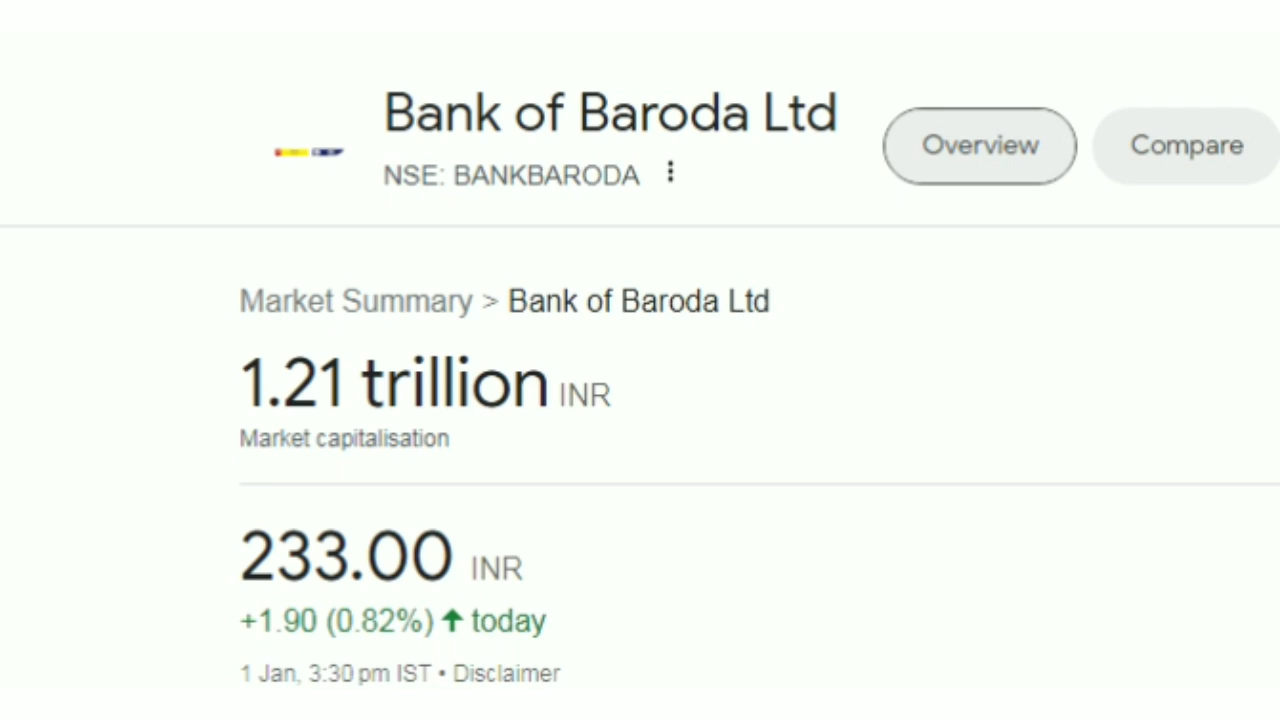 Bank of Baroda Ltd
NSE: BANKBARODA
Overview
Compare
Market Summary > Bank of Baroda Ltd
1.21 trillion INR
Market capitalisation
233.00 INR
+1.90 (0.82%) ↑ today
1 Jan, 3:30 pm IST • Disclaimer